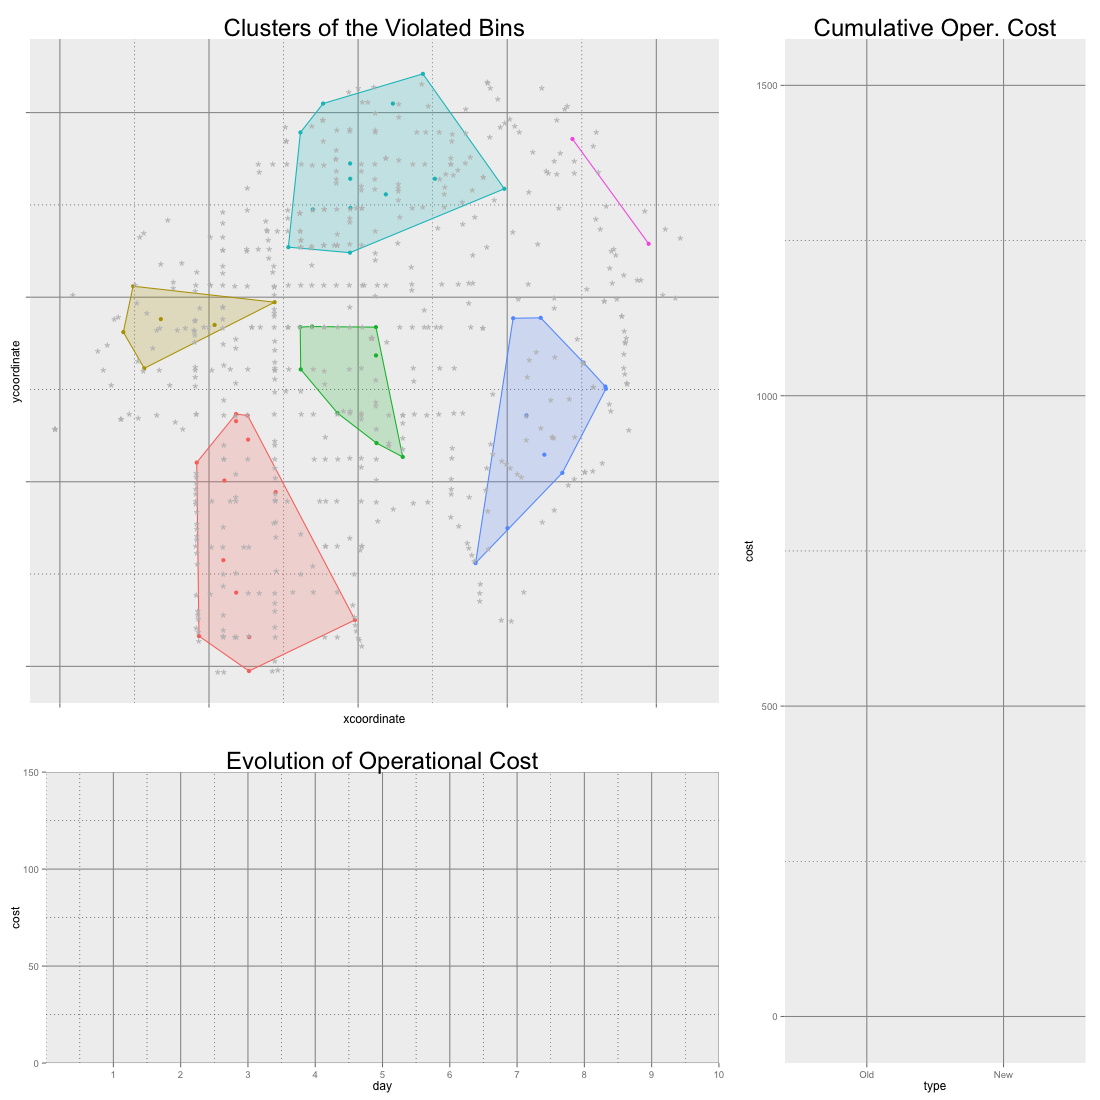 Clusters of the Violated Bins
ycoordinate
xcoordinate
Cumulative Oper. Cost
1500
1000
500
0
cost
Old New
type
Evolution of Operational Cost
150
100
50
0
cost
1 2 3 4 5 6 7 8 9 10
day